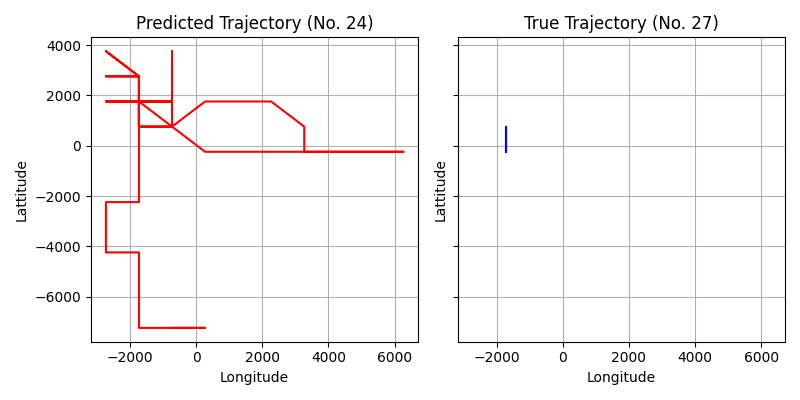 Predicted Trajectory (No. 24)
4000
2000
0
−2000
−4000
−6000
Lattitude
−2000 0 2000 4000 6000
Longitude
True Trajectory (No. 27)
Lattitude
−2000 0 2000 4000 6000
Longitude